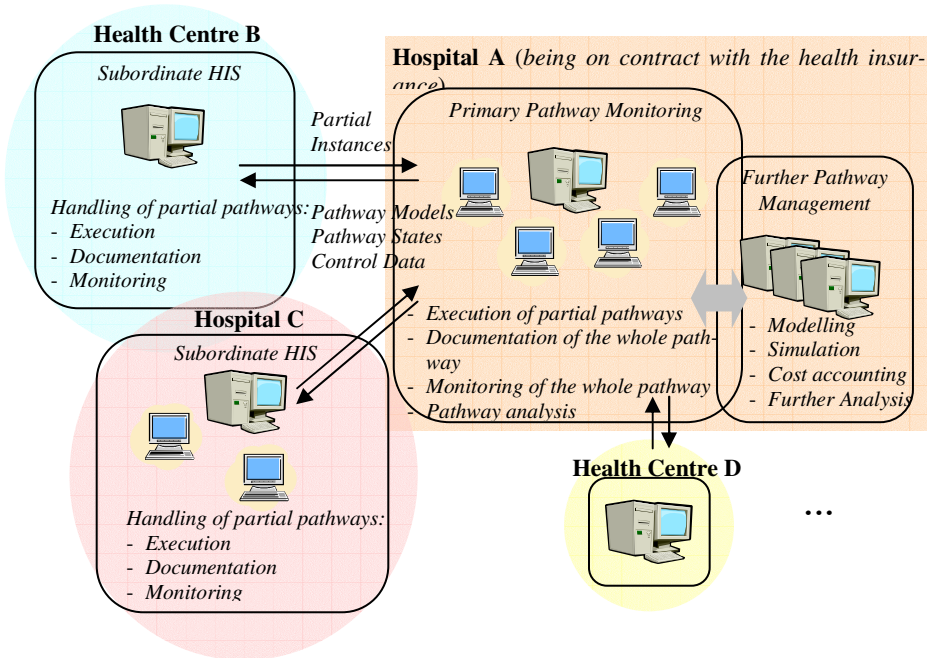 Health Centre B
Subordinate HIS
Handling of partial pathways:
- Execution
- Documentation
- Monitoring
Partial
Instances
Pathway Models
Pathway States
Control Data
Hospital A (being on contract with the health insur-
ance)
Primary Pathway Monitoring
- Execution of partial pathways
- Documentation of the whole path-
way
- Monitoring of the whole pathway
- Pathway analysis
Further Pathway
Management
- Modelling
- Simulation
- Cost accounting
- Further Analysis
Hospital C
Subordinate HIS
Handling of partial pathways:
- Execution
- Documentation
- Monitoring
Health Centre D
...